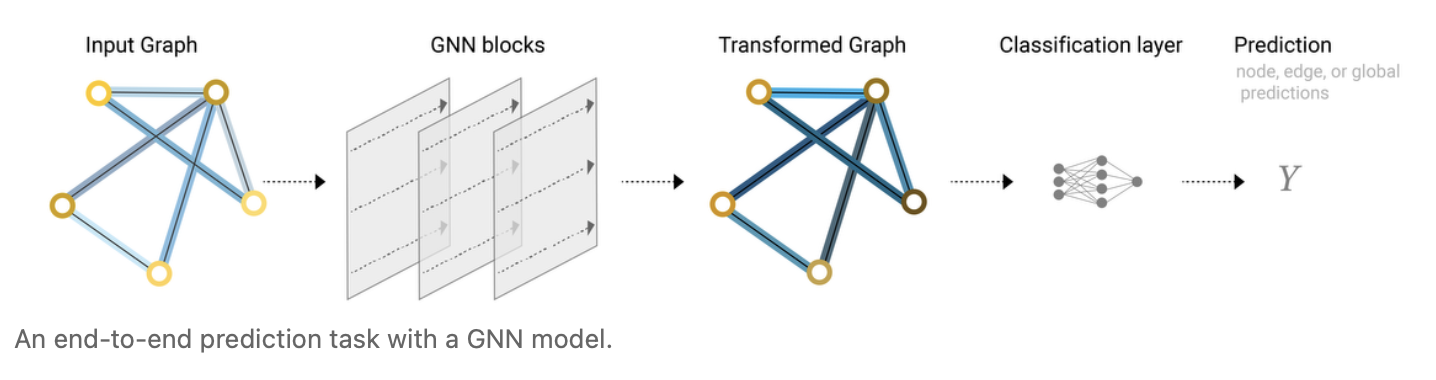 Input Graph
GNN blocks
Transformed Graph
Classification layer
Prediction
node, edge, or global
predictions
Y
An end-to-end prediction task with a GNN model.